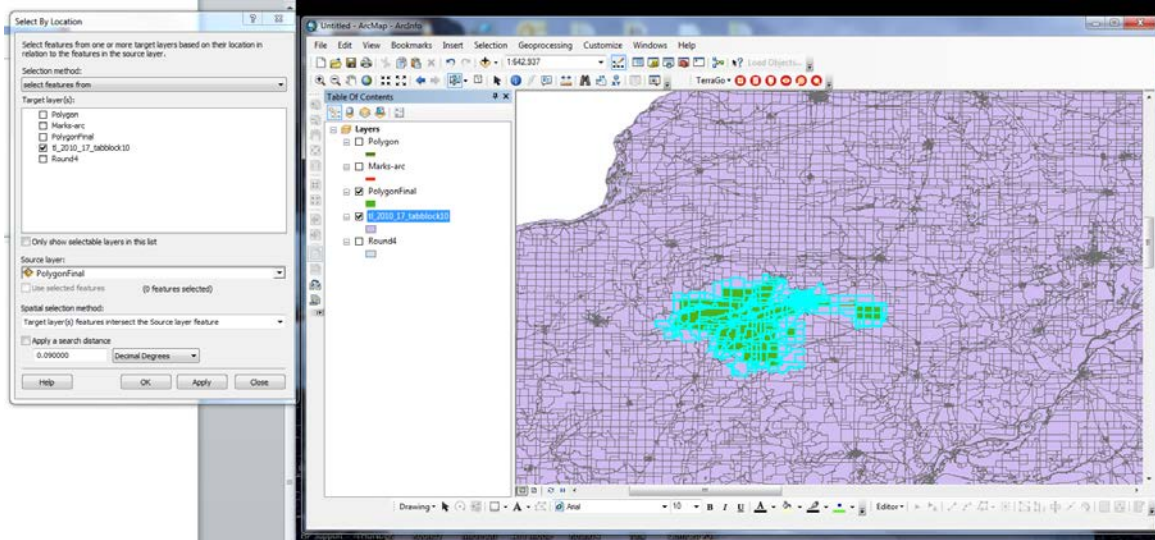 Select By Location
Select features from one or more target layers based on their location in
relation to the features in the source layer.
Selection method:
select features from
Target layer(s):
Polygon
Marks-arc
PolygonFinal
tl_2010_17_tabblock10
Round4
Only show selectable layers in this list
Source layer:
PolygonFinal
Use selected features (0 features selected)
Spatial selection method:
Target layer(s) features intersect the Source layer feature
Apply a search distance
0.090000 Decimal Degrees
Help OK Apply Close
Untitled - ArcMap - ArcInfo
File Edit View Bookmarks Insert Selection Geoprocessing Customize Windows Help
1:642,937 Load Objects...
TerraGo
Table Of Contents
Layers
Polygon
Marks-arc
PolygonFinal
tl_2010_17_tabblock10
Round4
Drawing A Arial 10 B I U A Editor